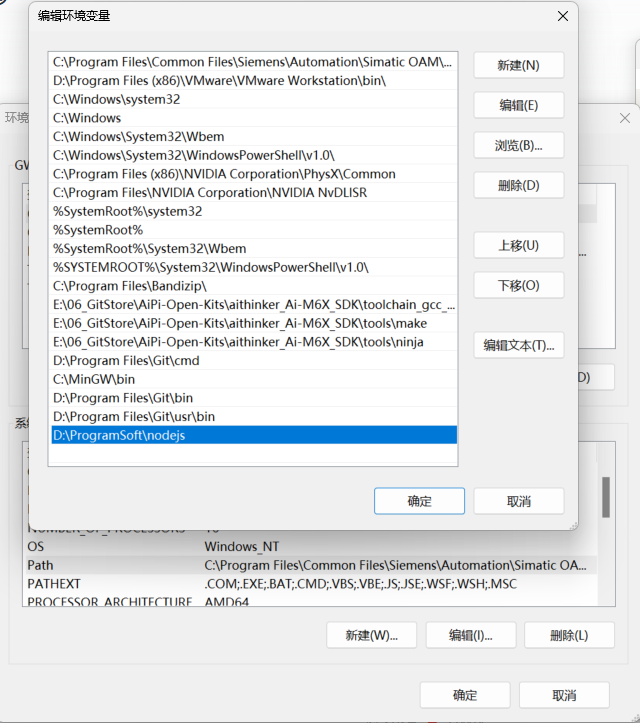 编辑环境变量
C:\Program Files\Common Files\Siemens\Automation\Simatic OAM\...
D:\Program Files (x86)\VMware\VMware Workstation\bin\
C:\Windows\system32
C:\Windows
C:\Windows\System32\Wbem
C:\Windows\System32\WindowsPowerShell\v1.0\
C:\Program Files (x86)\NVIDIA Corporation\PhysX\Common
C:\Program Files\NVIDIA Corporation\NVIDIA NvDLISR
%SystemRoot%\system32
%SystemRoot%
%SystemRoot%\System32\Wbem
%SYSTEMROOT%\System32\WindowsPowerShell\v1.0\
C:\Program Files\Bandizip\
E:\06_GitStore\AiPi-Open-Kits\aithinker_Ai-M6X_SDK\toolchain_gcc_...
E:\06_GitStore\AiPi-Open-Kits\aithinker_Ai-M6X_SDK\tools\make
E:\06_GitStore\AiPi-Open-Kits\aithinker_Ai-M6X_SDK\tools\ninja
D:\Program Files\Git\cmd
C:\MinGW\bin
D:\Program Files\Git\bin
D:\Program Files\Git\usr\bin
D:\ProgramSoft\nodejs
新建(N)
编辑(E)
浏览(B)...
删除(D)
上移(U)
下移(O)
编辑文本(T)...
确定
取消
环境
GW
...
D)
系
NUMBER_OF_PROCESSORS 16
OS Windows_NT
Path C:\Program Files\Common Files\Siemens\Automation\Simatic OA...
PATHEXT .COM;.EXE;.BAT;.CMD;.VBS;.VBE;.JS;.JSE;.WSF;.WSH;.MSC
PROCESSOR_ARCHITECTURE AMD64
新建(W)...
编辑(I)...
删除(L)
确定
取消